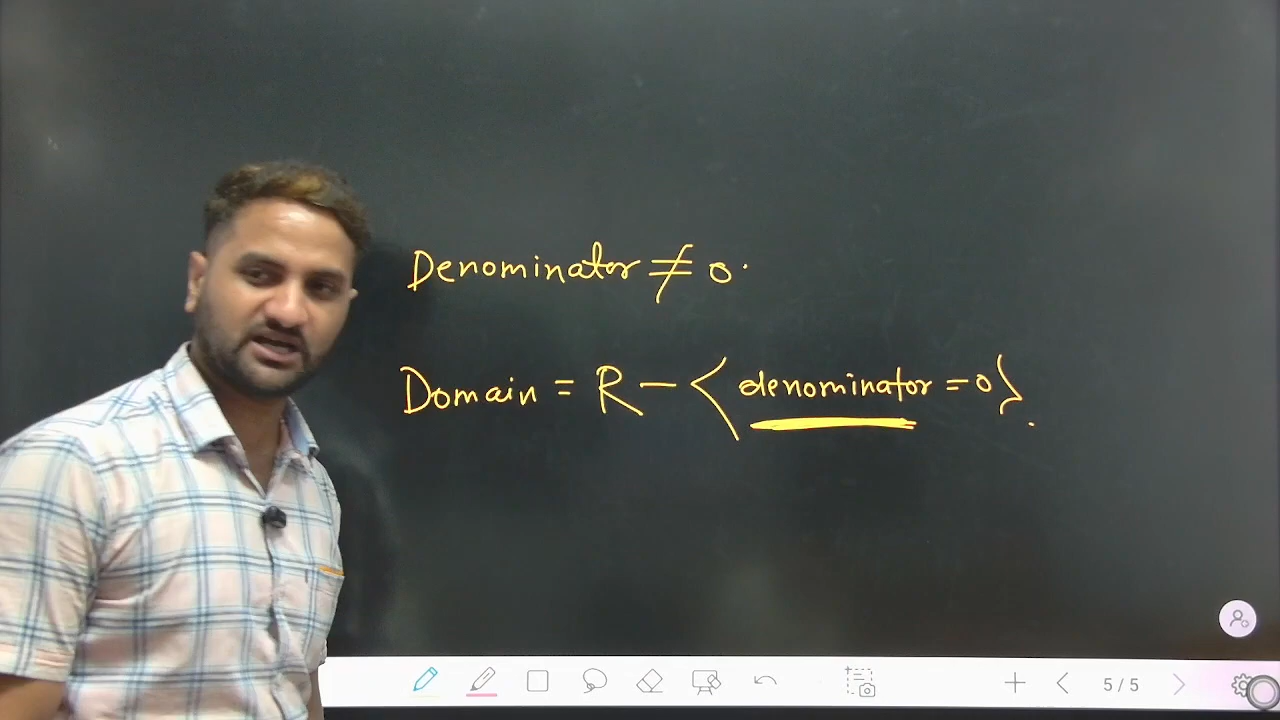 Denominator ≠ 0.
Domain = R - {denominator = 0}.
5/5